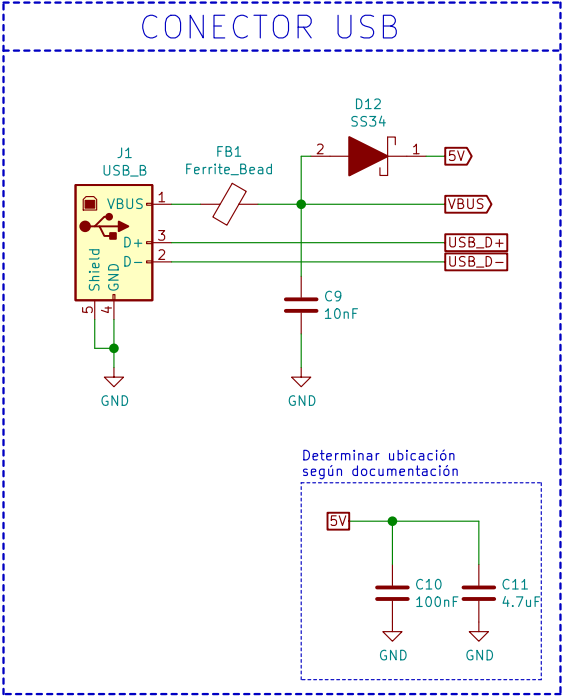 CONECTOR USB
D12
SS34
2
1
5V
J1
USB_B
FB1
Ferrite_Bead
VBUS
1
VBUS
D+
3
USB_D+
D-
2
USB_D-
Shield
GND
5
4
C9
10nF
GND
GND
Determinar ubicación
según documentación
5V
C10
100nF
C11
4.7uF
GND
GND